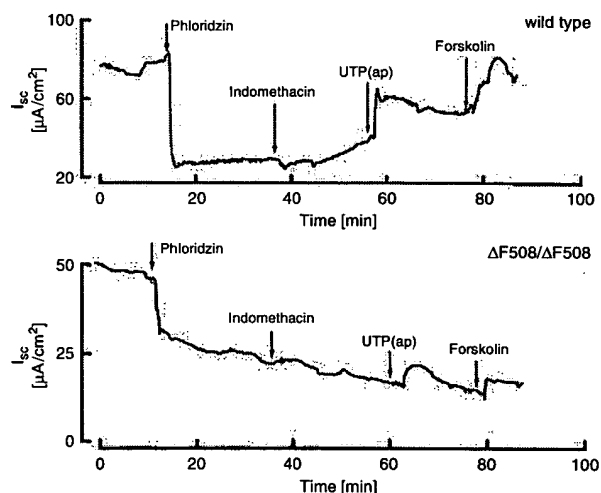 wild type
100
60
20
Isc
[µA/cm²]
Phloridzin
Indomethacin
UTP(ap)
Forskolin
0 20 40 60 80 100
Time [min]
ΔF508/ΔF508
50
25
0
Isc
[µA/cm²]
Phloridzin
Indomethacin
UTP(ap)
Forskolin
0 20 40 60 80 100
Time [min]